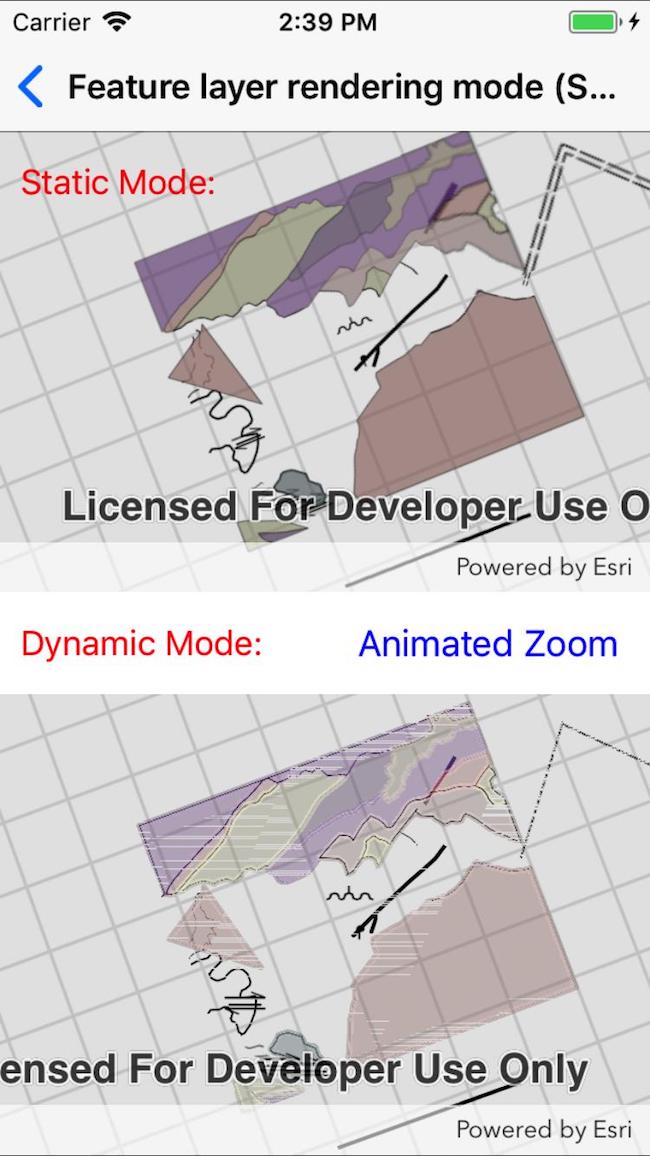 Carrier 2:39 PM
Feature layer rendering mode (S...
Static Mode:
Licensed For Developer Use O
Powered by Esri
Dynamic Mode: Animated Zoom
ensed For Developer Use Only
Powered by Esri